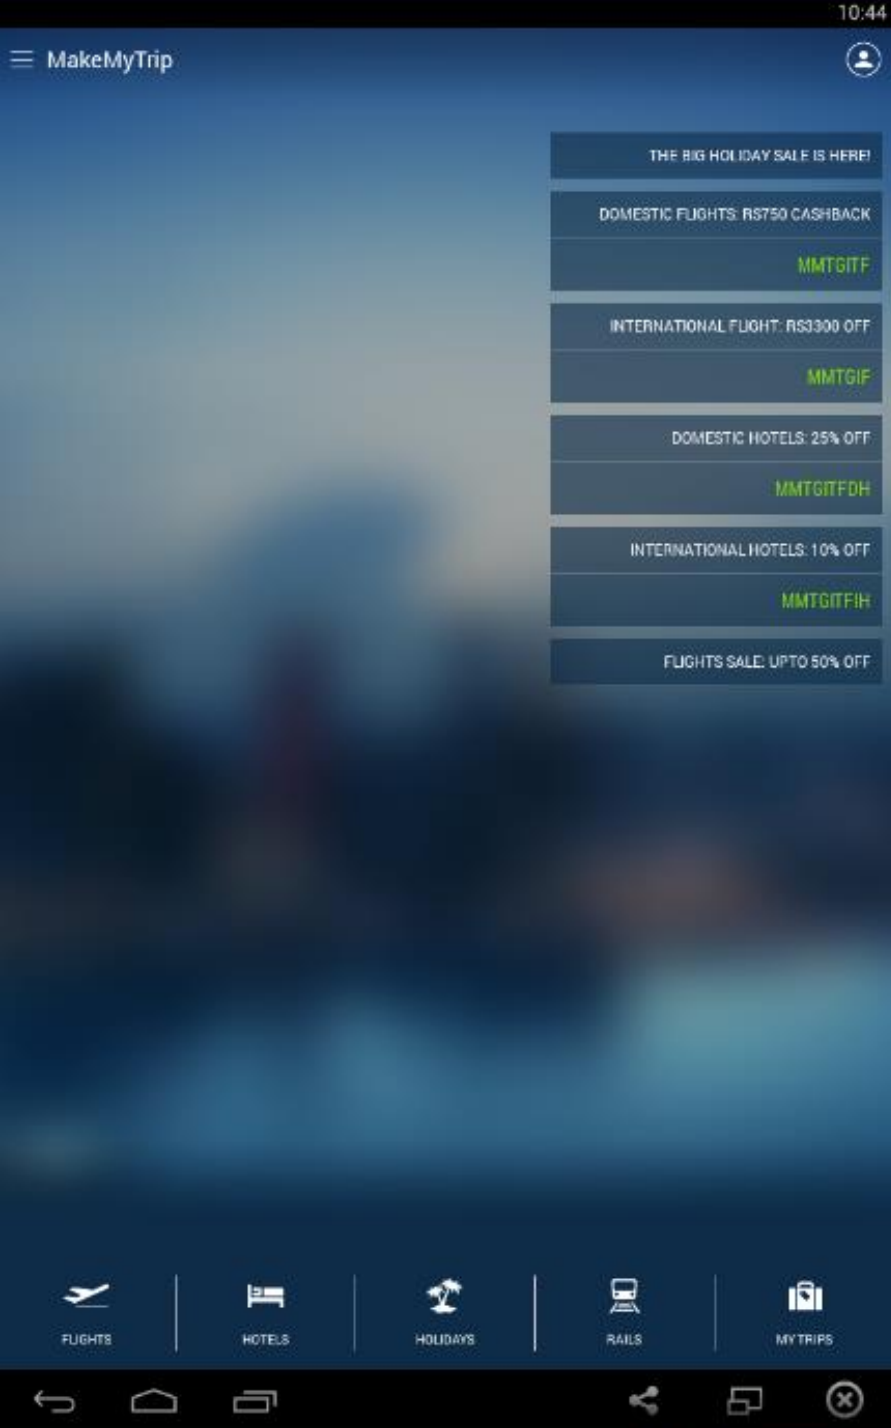 10:44
MakeMyTrip
THE BIG HOLIDAY SALE IS HERE!
DOMESTIC FLIGHTS: RS750 CASHBACK
MMTGITF
INTERNATIONAL FLIGHT: RS3300 OFF
MMTGIF
DOMESTIC HOTELS: 25% OFF
MMTGITFDH
INTERNATIONAL HOTELS: 10% OFF
MMTGITFIH
FLIGHTS SALE: UPTO 50% OFF
FLIGHTS HOTELS HOLIDAYS RAILS MY TRIPS